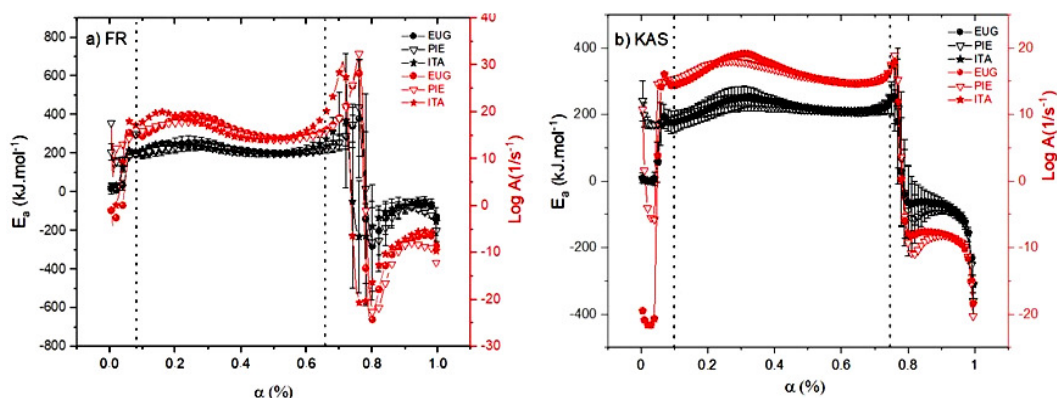 a) FR
EUG
PIE
ITA
EUG
PIE
ITA
800
600
400
200
0
-200
-400
-600
-800
Eₐ (kJ.mol⁻¹)
40
30
20
10
0
-10
-20
-30
Log A(1/s⁻¹)
0.0 0.2 0.4 0.6 0.8 1.0
α (%)
b) KAS
EUG
PIE
ITA
EUG
PIE
ITA
400
200
0
-200
-400
Eₐ (kJ.mol⁻¹)
20
10
0
-10
-20
Log A(1/s⁻¹)
0.0 0.2 0.4 0.6 0.8 1.0
α (%)